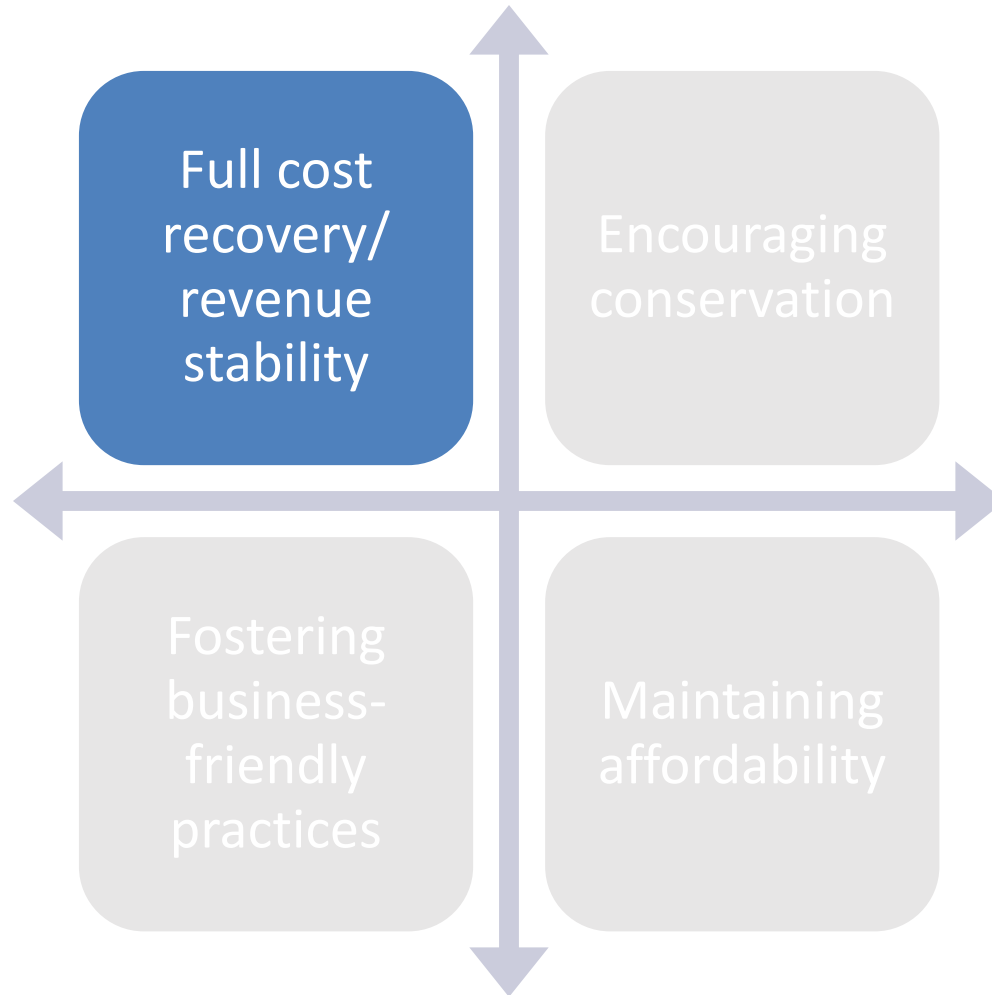 Full cost
recovery/
revenue
stability
Encouraging
conservation
Fostering
business-
friendly
practices
Maintaining
affordability